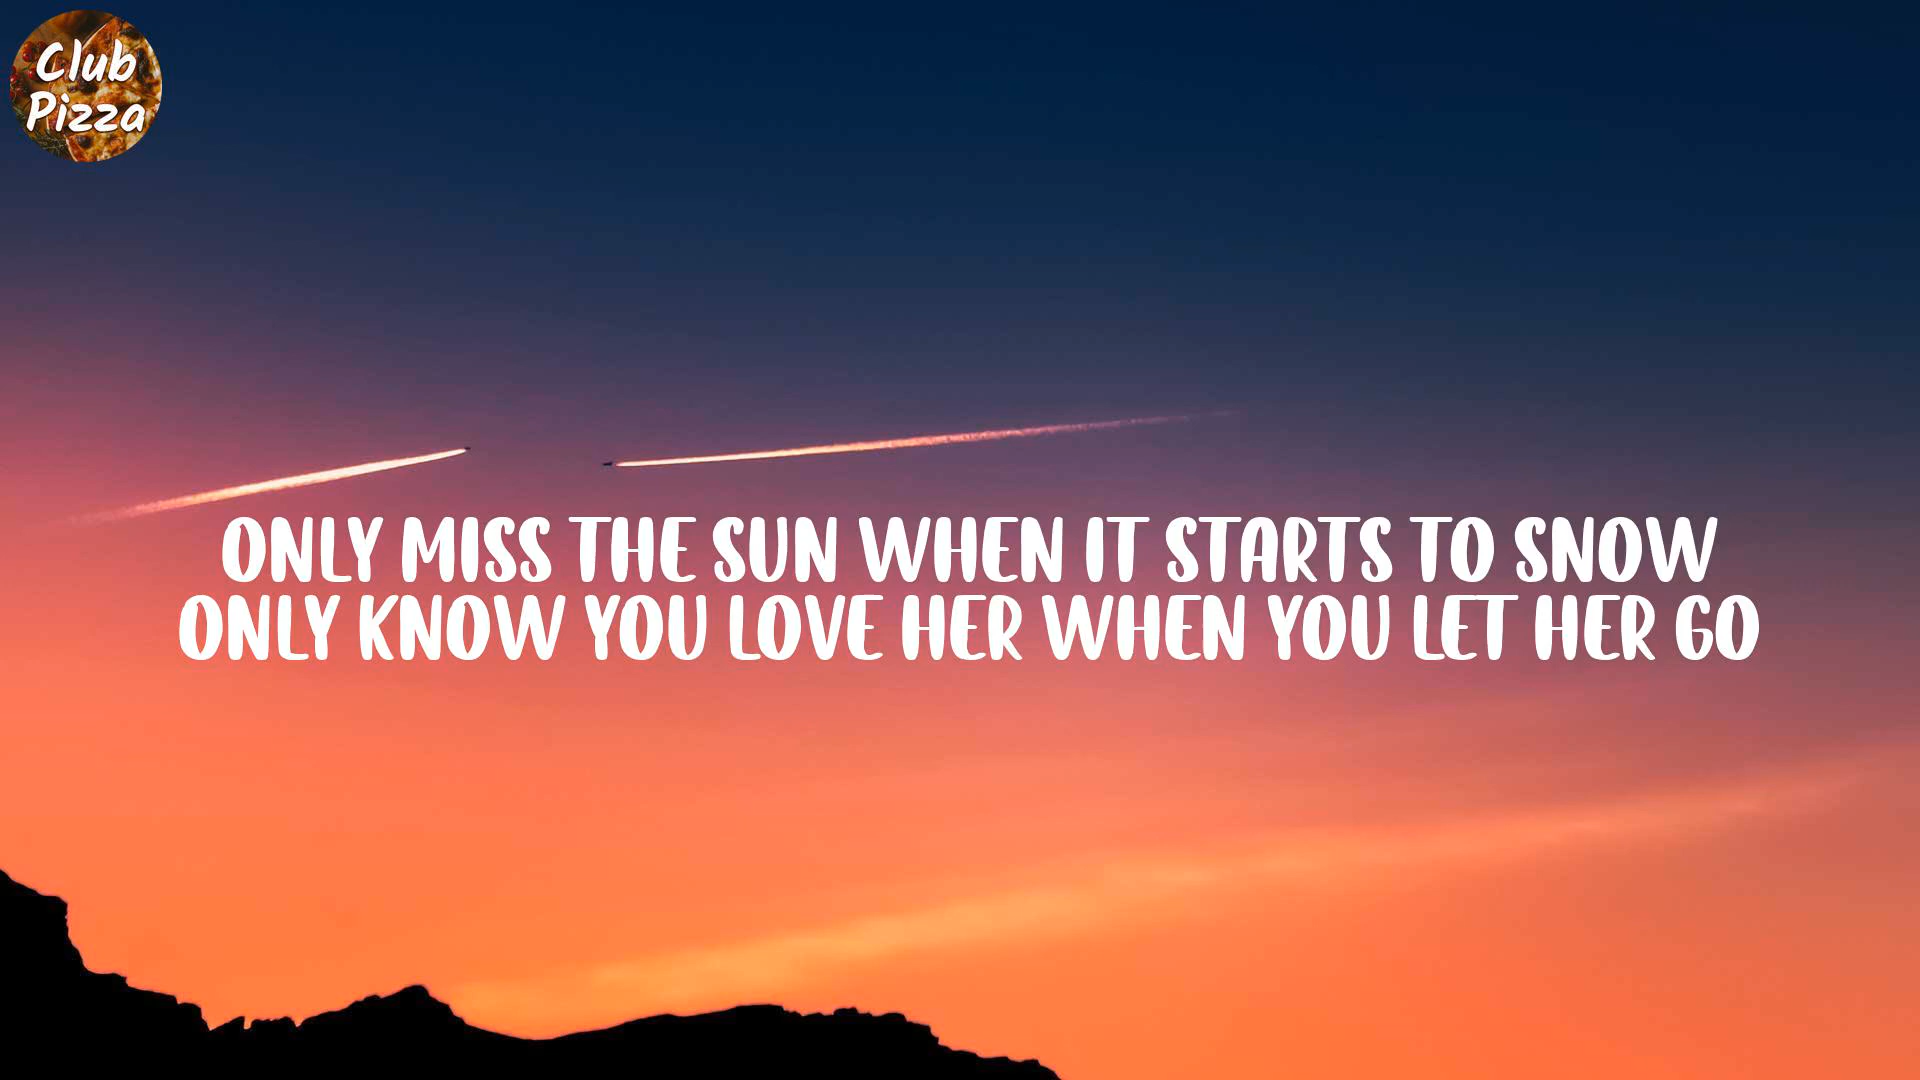 Club
Pizza
ONLY MISS THE SUN WHEN IT STARTS TO SNOW
ONLY KNOW YOU LOVE HER WHEN YOU LET HER GO